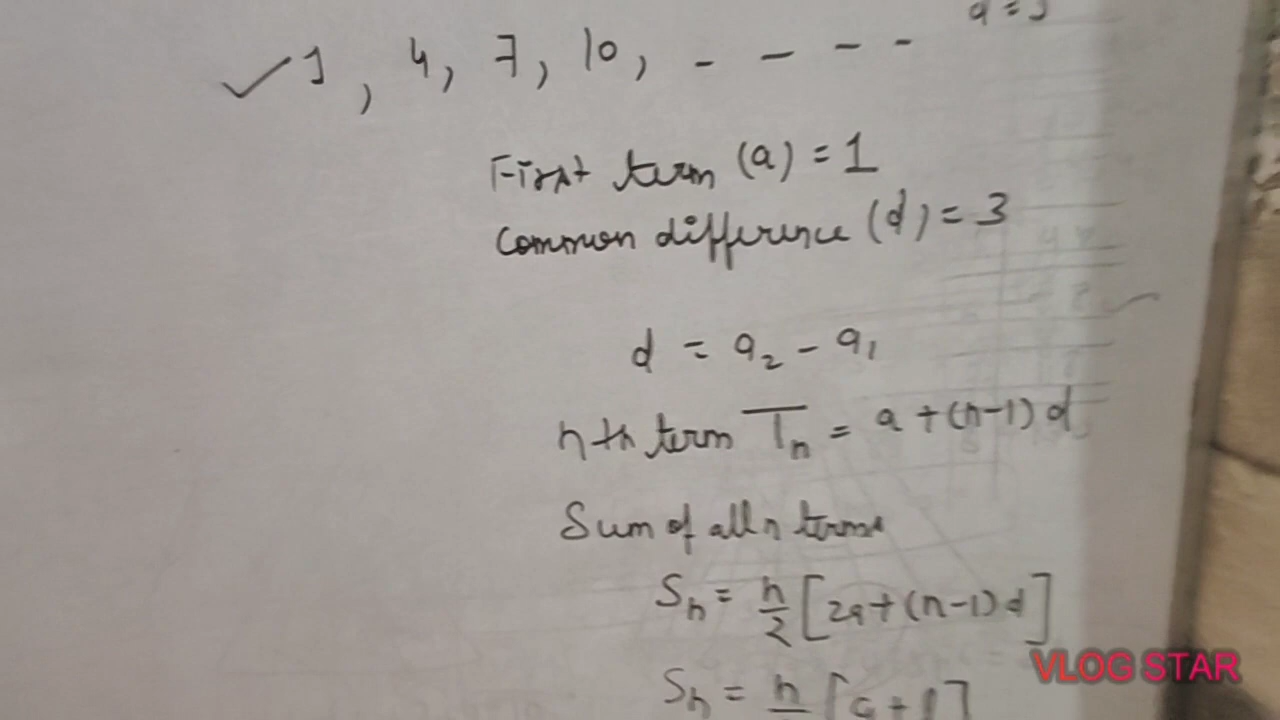 1, 4, 7, 10, - - - -
First term (a) = 1
Common difference (d) = 3
d = a₂ - a₁
nth term Tₙ = a + (n-1) d
Sum of all n terms
Sₙ = n/2 [2a + (n-1) d]
Sₙ = n [a + l]
VLOG STAR